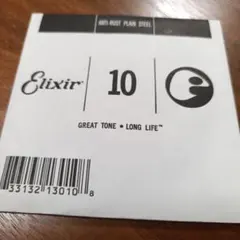 ANTI-RUST PLAIN STEEL
Elixir
10
GREAT TONE • LONG LIFE™
33132 13010 8